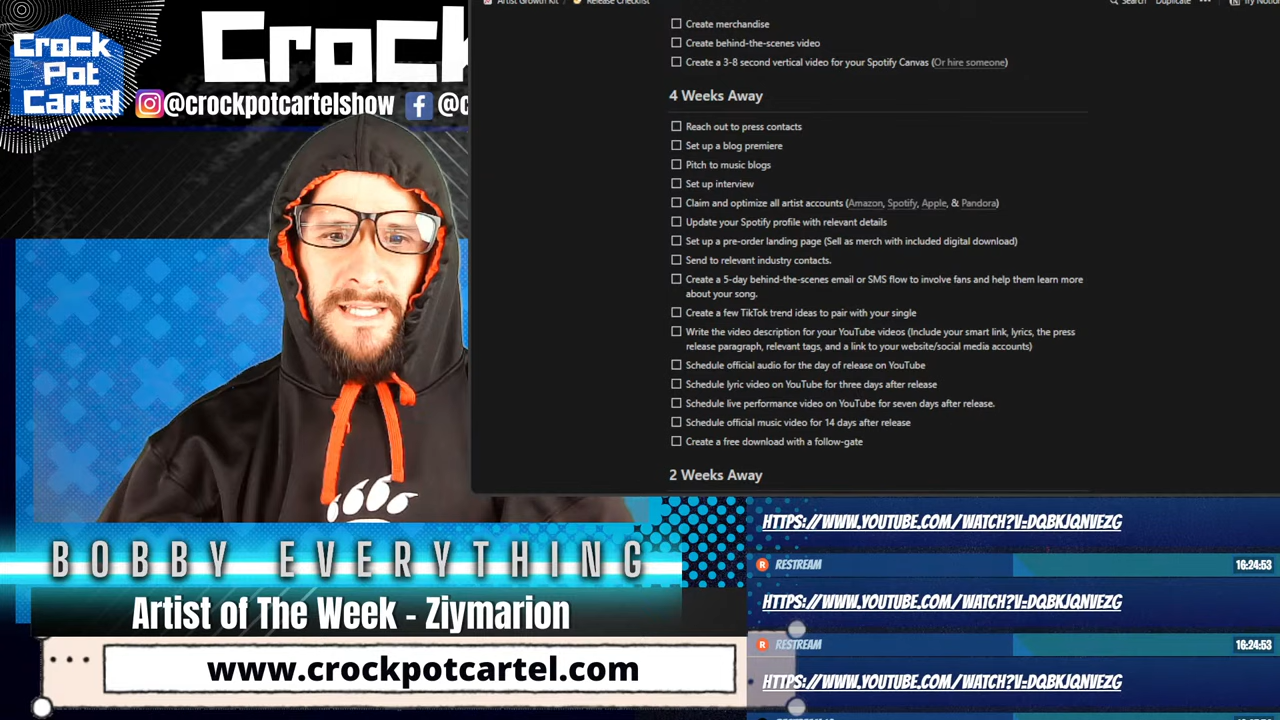 Crock
Pot
Cartel
Crock
@crockpotcartelshow
@c
Artist Growth Kit / Release Checklist
Search
Duplicate
•••
Try Notion
Create merchandise
Create behind-the-scenes video
Create a 3-8 second vertical video for your Spotify Canvas (Or hire someone)
4 Weeks Away
Reach out to press contacts
Set up a blog premiere
Pitch to music blogs
Set up interview
Claim and optimize all artist accounts (Amazon, Spotify, Apple, & Pandora)
Update your Spotify profile with relevant details
Set up a pre-order landing page (Sell as merch with included digital download)
Send to relevant industry contacts.
Create a 5-day behind-the-scenes email or SMS flow to involve fans and help them learn more
about your song.
Create a few TikTok trend ideas to pair with your single
Write the video description for your YouTube videos (Include your smart link, lyrics, the press
release paragraph, relevant tags, and a link to your website/social media accounts)
Schedule official audio for the day of release on YouTube
Schedule lyric video on YouTube for three days after release
Schedule live performance video on YouTube for seven days after release.
Schedule official music video for 14 days after release
Create a free download with a follow-gate
2 Weeks Away
BOBBY EVERYTHING
Artist of The Week - Ziymarion
www.crockpotcartel.com
HTTPS://WWW.YOUTUBE.COM/WATCH?V=DQBKJQNVEZG
R RESTREAM 16:24:53
HTTPS://WWW.YOUTUBE.COM/WATCH?V=DQBKJQNVEZG
R RESTREAM 16:24:53
HTTPS://WWW.YOUTUBE.COM/WATCH?V=DQBKJQNVEZG